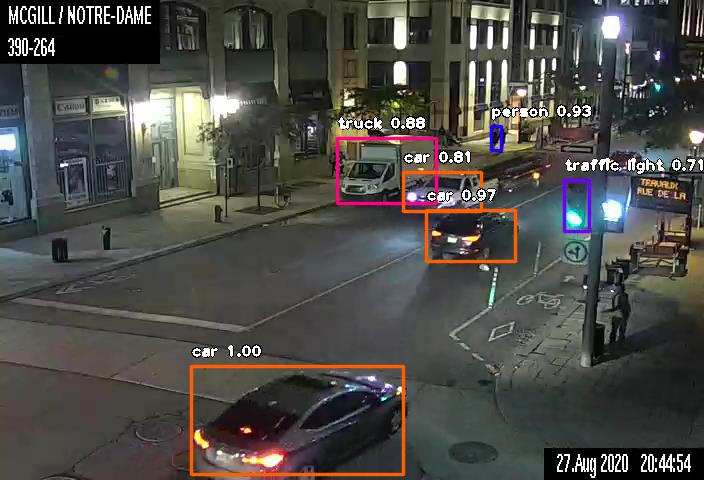 MCGILL / NOTRE-DAME
390-264
Canon
person 0.93
truck 0.88
car 0.81
traffic light 0.71
car 0.97
TRAVAUX
RUE DE LA
car 1.00
27.Aug 2020 20:44:54